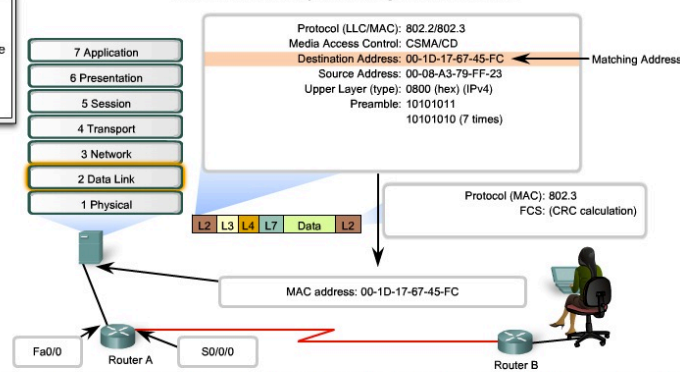 e
7 Application
6 Presentation
5 Session
4 Transport
3 Network
2 Data Link
1 Physical
Protocol (LLC/MAC): 802.2/802.3
Media Access Control: CSMA/CD
Destination Address: 00-1D-17-67-45-FC
Matching Address
Source Address: 00-08-A3-79-FF-23
Upper Layer (type): 0800 (hex) (IPv4)
Preamble: 10101011
10101010 (7 times)
Protocol (MAC): 802.3
FCS: (CRC calculation)
L2 L3 L4 L7 Data L2
MAC address: 00-1D-17-67-45-FC
Fa0/0
Router A
S0/0/0
Router B